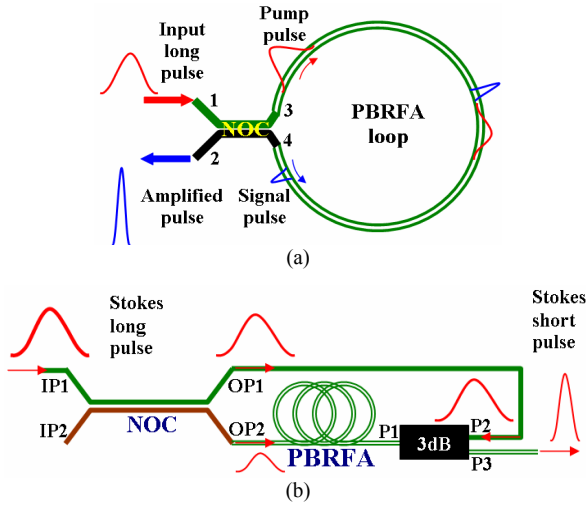 Input
long
pulse
Pump
pulse
1
3
NOC
PBRFA
loop
2
4
Amplified
pulse
Signal
pulse
(a)
Stokes
long
pulse
Stokes
short
pulse
IP1
OP1
NOC
IP2
OP2
PBRFA
P1
P2
3dB
P3
(b)